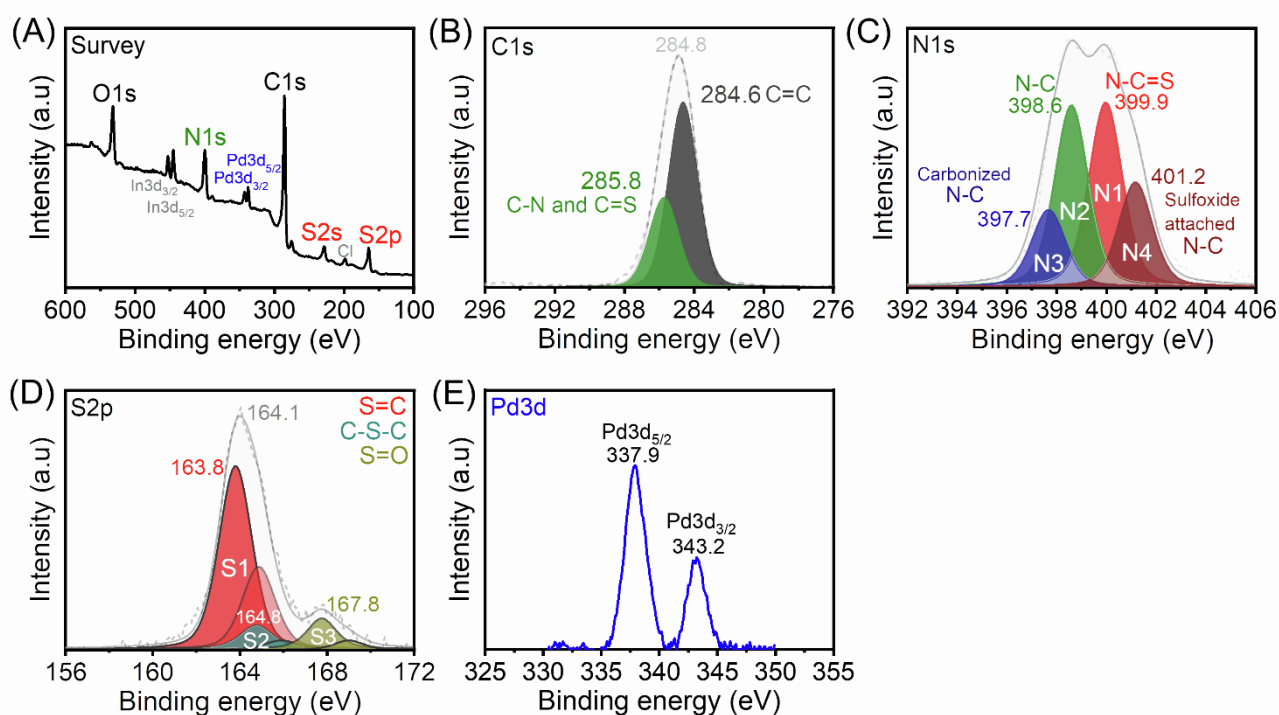 (A)
Survey
O1s
C1s
N1s
Pd3d5/2
Pd3d3/2
In3d3/2
In3d5/2
S2s
Cl
S2p
Intensity (a.u)
600 500 400 300 200 100
Binding energy (eV)
(B)
C1s
284.8
284.6 C=C
285.8
C-N and C=S
Intensity (a.u)
296 292 288 284 280 276
Binding energy (eV)
(C)
N1s
N-C
398.6
N-C=S
399.9
Carbonized
N-C
397.7
401.2
Sulfoxide
attached
N-C
N1
N2
N3
N4
Intensity (a.u)
392 394 396 398 400 402 404 406
Binding energy (eV)
(D)
S2p
164.1
S=C
C-S-C
S=O
163.8
S1
164.8
S2
S3
167.8
Intensity (a.u)
156 160 164 168 172
Binding energy (eV)
(E)
Pd3d
Pd3d5/2
337.9
Pd3d3/2
343.2
Intensity (a.u)
325 330 335 340 345 350 355
Binding energy (eV)